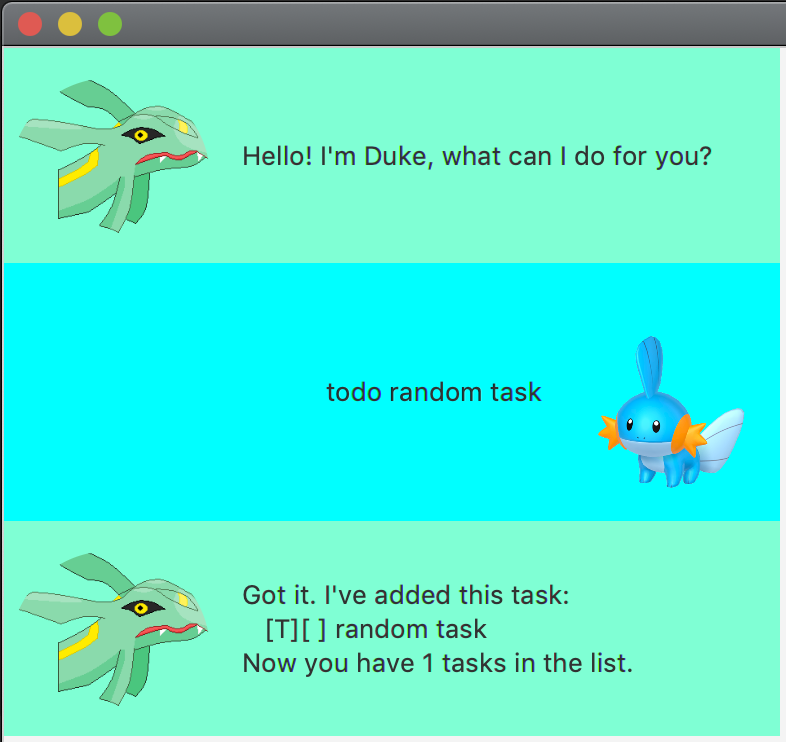 Hello! I'm Duke, what can I do for you?
todo random task
Got it. I've added this task:
[T][ ] random task
Now you have 1 tasks in the list.